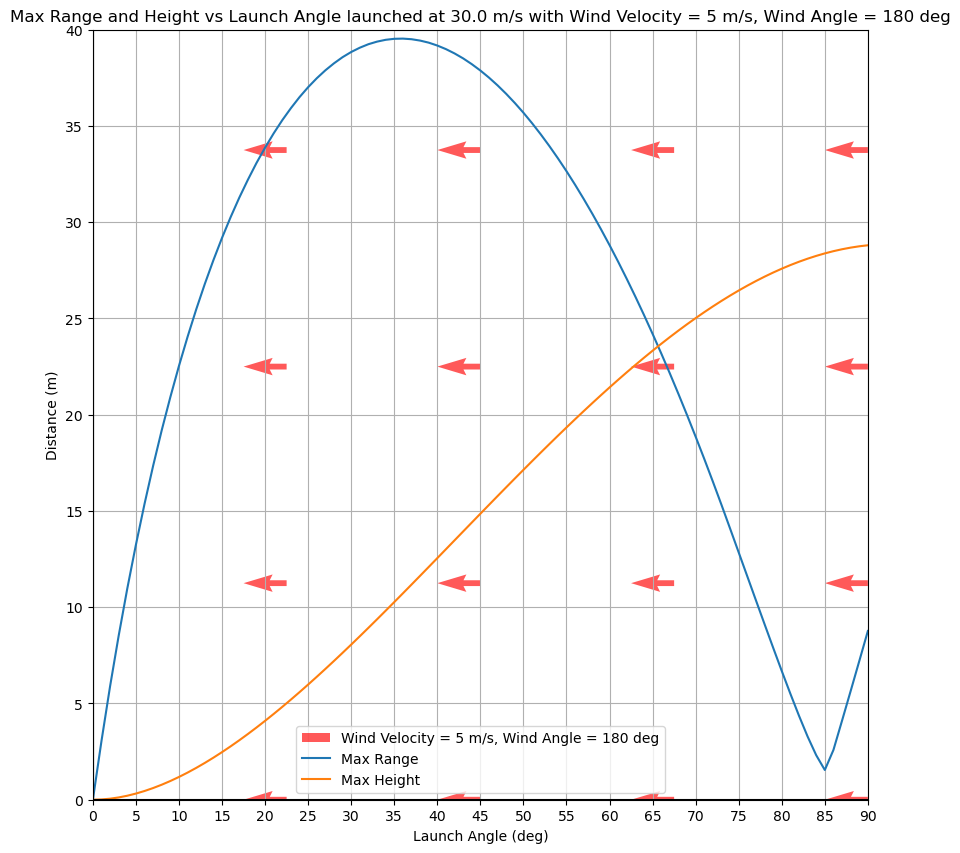 Max Range and Height vs Launch Angle launched at 30.0 m/s with Wind Velocity = 5 m/s, Wind Angle = 180 deg
40
35
30
25
20
15
10
5
0
Distance (m)
Wind Velocity = 5 m/s, Wind Angle = 180 deg
Max Range
Max Height
0 5 10 15 20 25 30 35 40 45 50 55 60 65 70 75 80 85 90
Launch Angle (deg)